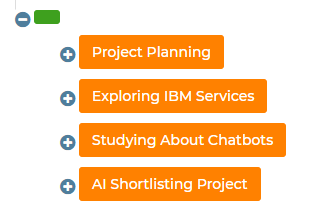 Project Planning
Exploring IBM Services
Studying About Chatbots
AI Shortlisting Project